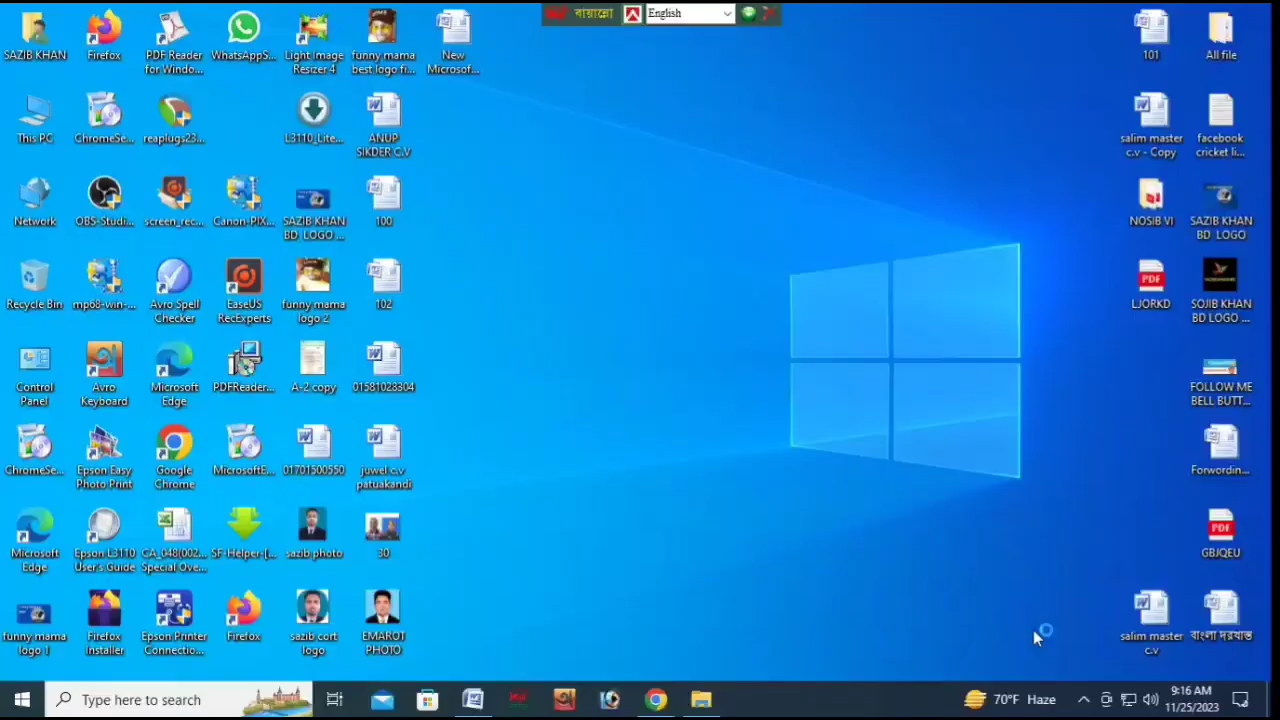 বায়ান্নো
English
SAZIB KHAN
Firefox
PDF Reader
for Windo...
WhatsAppS...
Light Image
Resizer 4
funny mama
best logo fi...
New
Microsof...
101
All file
This PC
ChromeSe...
reaplugs23...
L3110_Lite...
ANUP
SIKDER C.V
salim master
c.v - Copy
facebook
cricket li...
Network
OBS-Studi...
screen_rec...
Canon-PIX...
SAZIB KHAN
BD LOGO ...
100
NOSIB VI
SAZIB KHAN
BD LOGO
Recycle Bin
mp68-win-...
Avro Spell
Checker
EaseUS
RecExperts
funny mama
logo 2
102
PDF
LJORKD
SOJIB KHAN
BD LOGO ...
Control
Panel
Avro
Keyboard
Microsoft
Edge
PDFReader...
A-2 copy
01581028304
FOLLOW ME
BELL BUTT...
ChromeSe...
Epson Easy
Photo Print
Google
Chrome
MicrosoftE...
01701500550
juwel c.v
patuakandi
Forwordin...
Microsoft
Edge
Epson L3110
User's Guide
CA_048(002...
Special Ove...
SF-Helper-[...
sazib photo
30
PDF
GBJQEU
funny mama
logo 1
Firefox
Installer
Epson Printer
Connectio...
Firefox
sazib cort
logo
EMAROT
PHOTO
salim master
c.v
বাংলা দরখাস্ত
Type here to search
70°F Haze
9:16 AM
11/25/2023